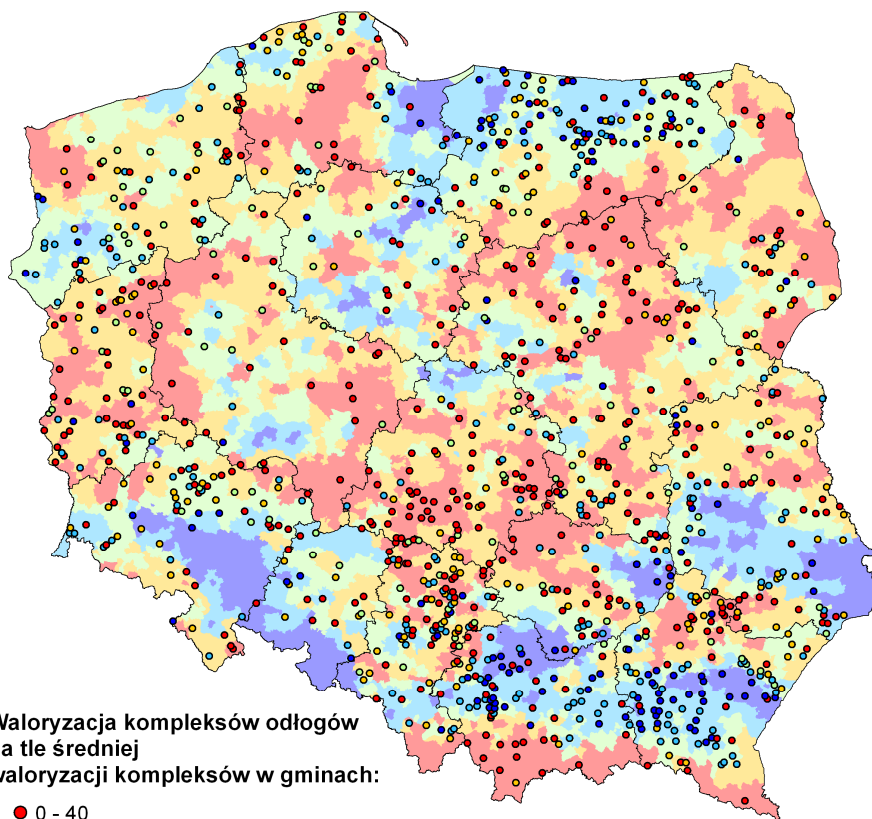 Waloryzacja kompleksów odłogów
a tle średniej
waloryzacji kompleksów w gminach:
0 - 40